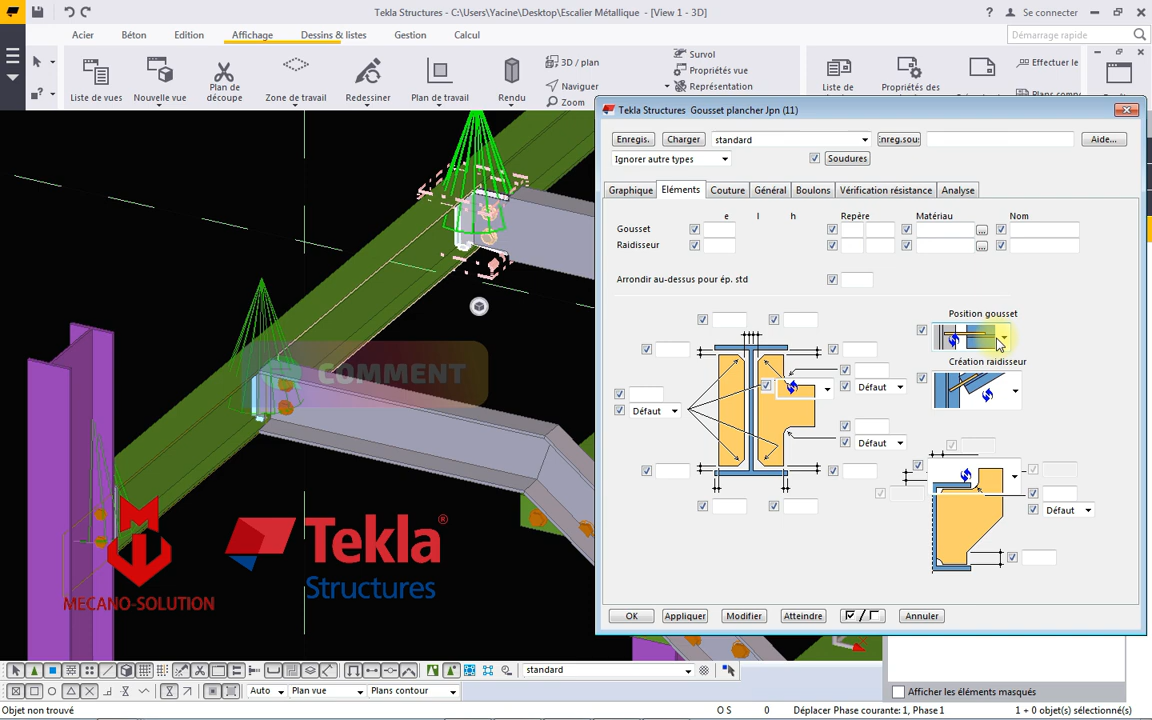 Tekla Structures - C:\Users\Yacine\Desktop\Escalier Métallique - [View 1 - 3D]
Se connecter
Acier Béton Edition Affichage Dessins & listes Gestion Calcul
Démarrage rapide
Liste de vues
Nouvelle vue
Plan de découpe
Zone de travail
Redessiner
3D / plan
Naviguer
Zoom
Plan de travail
Rendu
Survol
Propriétés vue
Représentation
Liste de
Propriétés des
Effectuer le
Tekla Structures Gousset plancher Jpn (11)
Enregis. Charger standard Enreg.sou: Aide...
Ignorer autre types Soudures
Graphique Eléments Couture Général Boulons Vérification résistance Analyse
e l h Repére Matériau Nom
Gousset
Raidisseur
Arrondir au-dessus pour ép. std
Position gousset
Création raidisseur
Défaut
Défaut
Défaut
Défaut
OK Appliquer Modifier Atteindre Annuler
COMMENT
MECANO-SOLUTION
Tekla®
Structures
standard
Auto Plan vue Plans contour
Afficher les éléments masqués
Objet non trouvé O S 0 Déplacer Phase courante: 1, Phase 1 1 + 0 objet(s) sélectionné(s)